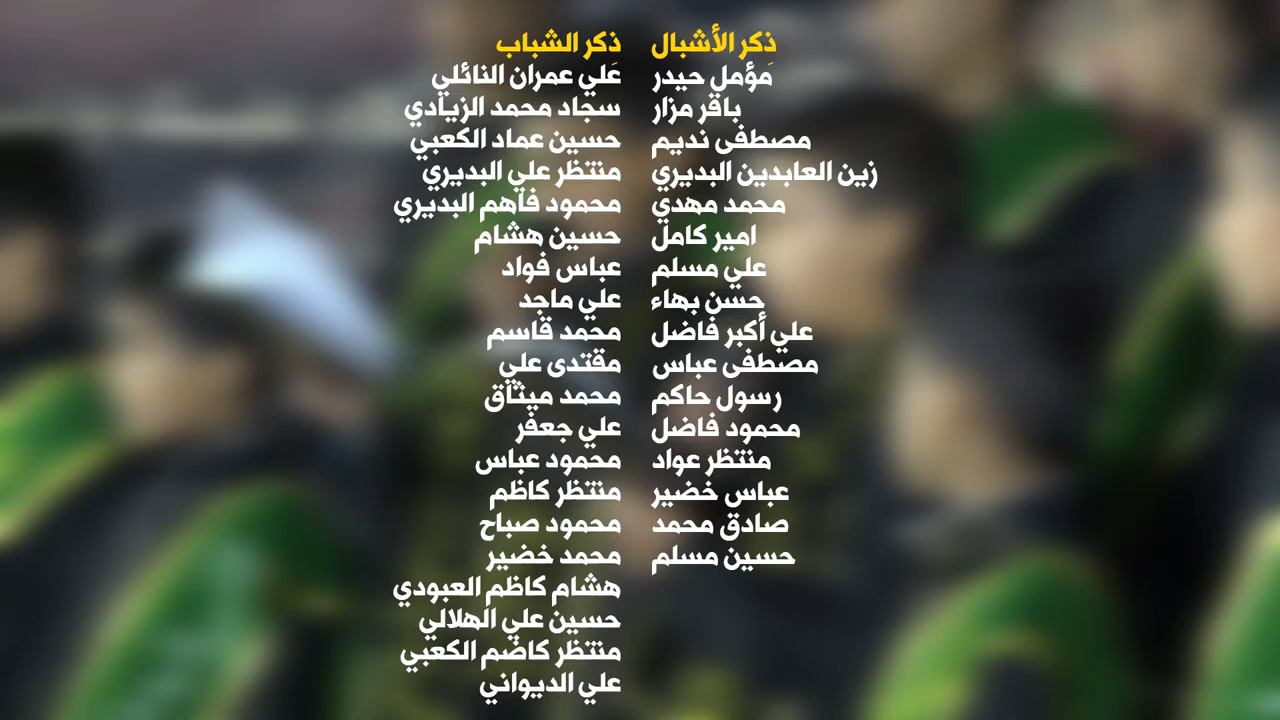 ذكر الأشبال
مَؤمل حيدر
باقر مزار
مصطفى نديم
زين العابدين البديري
محمد مهدي
امير كامل
علي مسلم
حسن بهاء
علي أكبر فاضل
مصطفى عباس
رسول حاكم
محمود فاضل
منتظر عواد
عباس خضير
صادق محمد
حسين مسلم
ذكر الشباب
عَلي عمران النائلي
سجاد محمد الزيادي
حسين عماد الكعبي
منتظر علي البديري
محمود فاهم البديري
حسين هشام
عباس فواد
علي ماجد
محمد قاسم
مقتدى علي
محمد ميثاق
علي جعفر
محمود عباس
منتظر كاظم
محمود صباح
محمد خضير
هشام كاظم العبودي
حسين علي الهلالي
منتظر كاضم الكعبي
علي الديواني